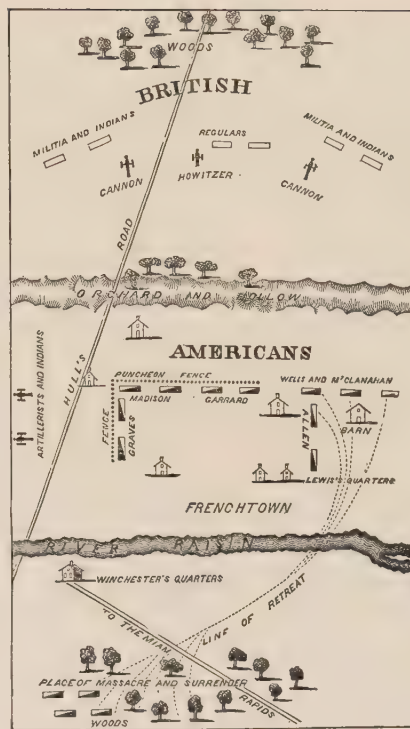 WOODS
BRITISH
MILITIA AND INDIANS
REGULARS
MILITIA AND INDIANS
CANNON
HOWITZER
CANNON
ROAD
ORCHARD AND HOLLOW
AMERICANS
HULL'S
ARTILLERISTS AND INDIANS
PUNCHEON FENCE
MADISON
GARRARD
WELLS AND McCLANAHAN
FENCE
GRAVES
ALLEN
BARN
LEWIS'S QUARTERS
FRENCHTOWN
RIVER RAISIN
WINCHESTER'S QUARTERS
LINE OF RETREAT
TO THE MIAMI
RAPIDS
PLACE OF MASSACRE AND SURRENDER
WOODS